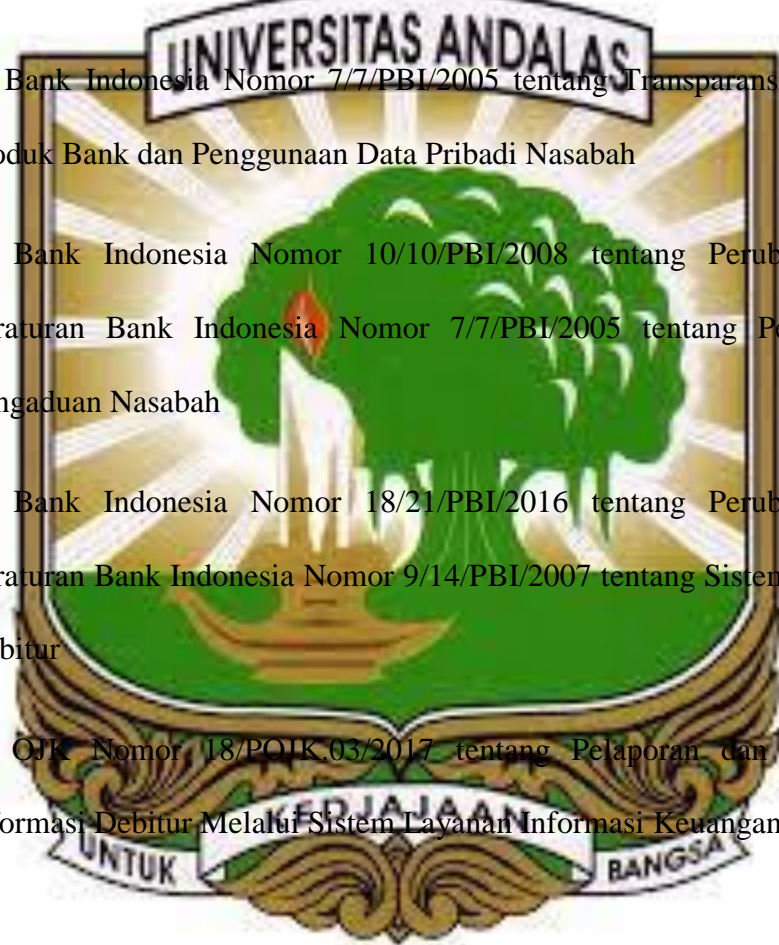 UNIVERSITAS ANDALAS
Bank Indonesia Nomor 7/7/PBI/2005 tentang Transparans
oduk Bank dan Penggunaan Data Pribadi Nasabah
Bank Indonesia Nomor 10/10/PBI/2008 tentang Perub
raturan Bank Indonesia Nomor 7/7/PBI/2005 tentang Pe
ngaduan Nasabah
Bank Indonesia Nomor 18/21/PBI/2016 tentang Perub
raturan Bank Indonesia Nomor 9/14/PBI/2007 tentang Sistem
bitur
OJK Nomor 18/POJK.03/2017 tentang Pelaporan dan
formasi Debitur Melalui Sistem Layanan Informasi Keuangan
UNTUK KEDJAJAAN BANGSA